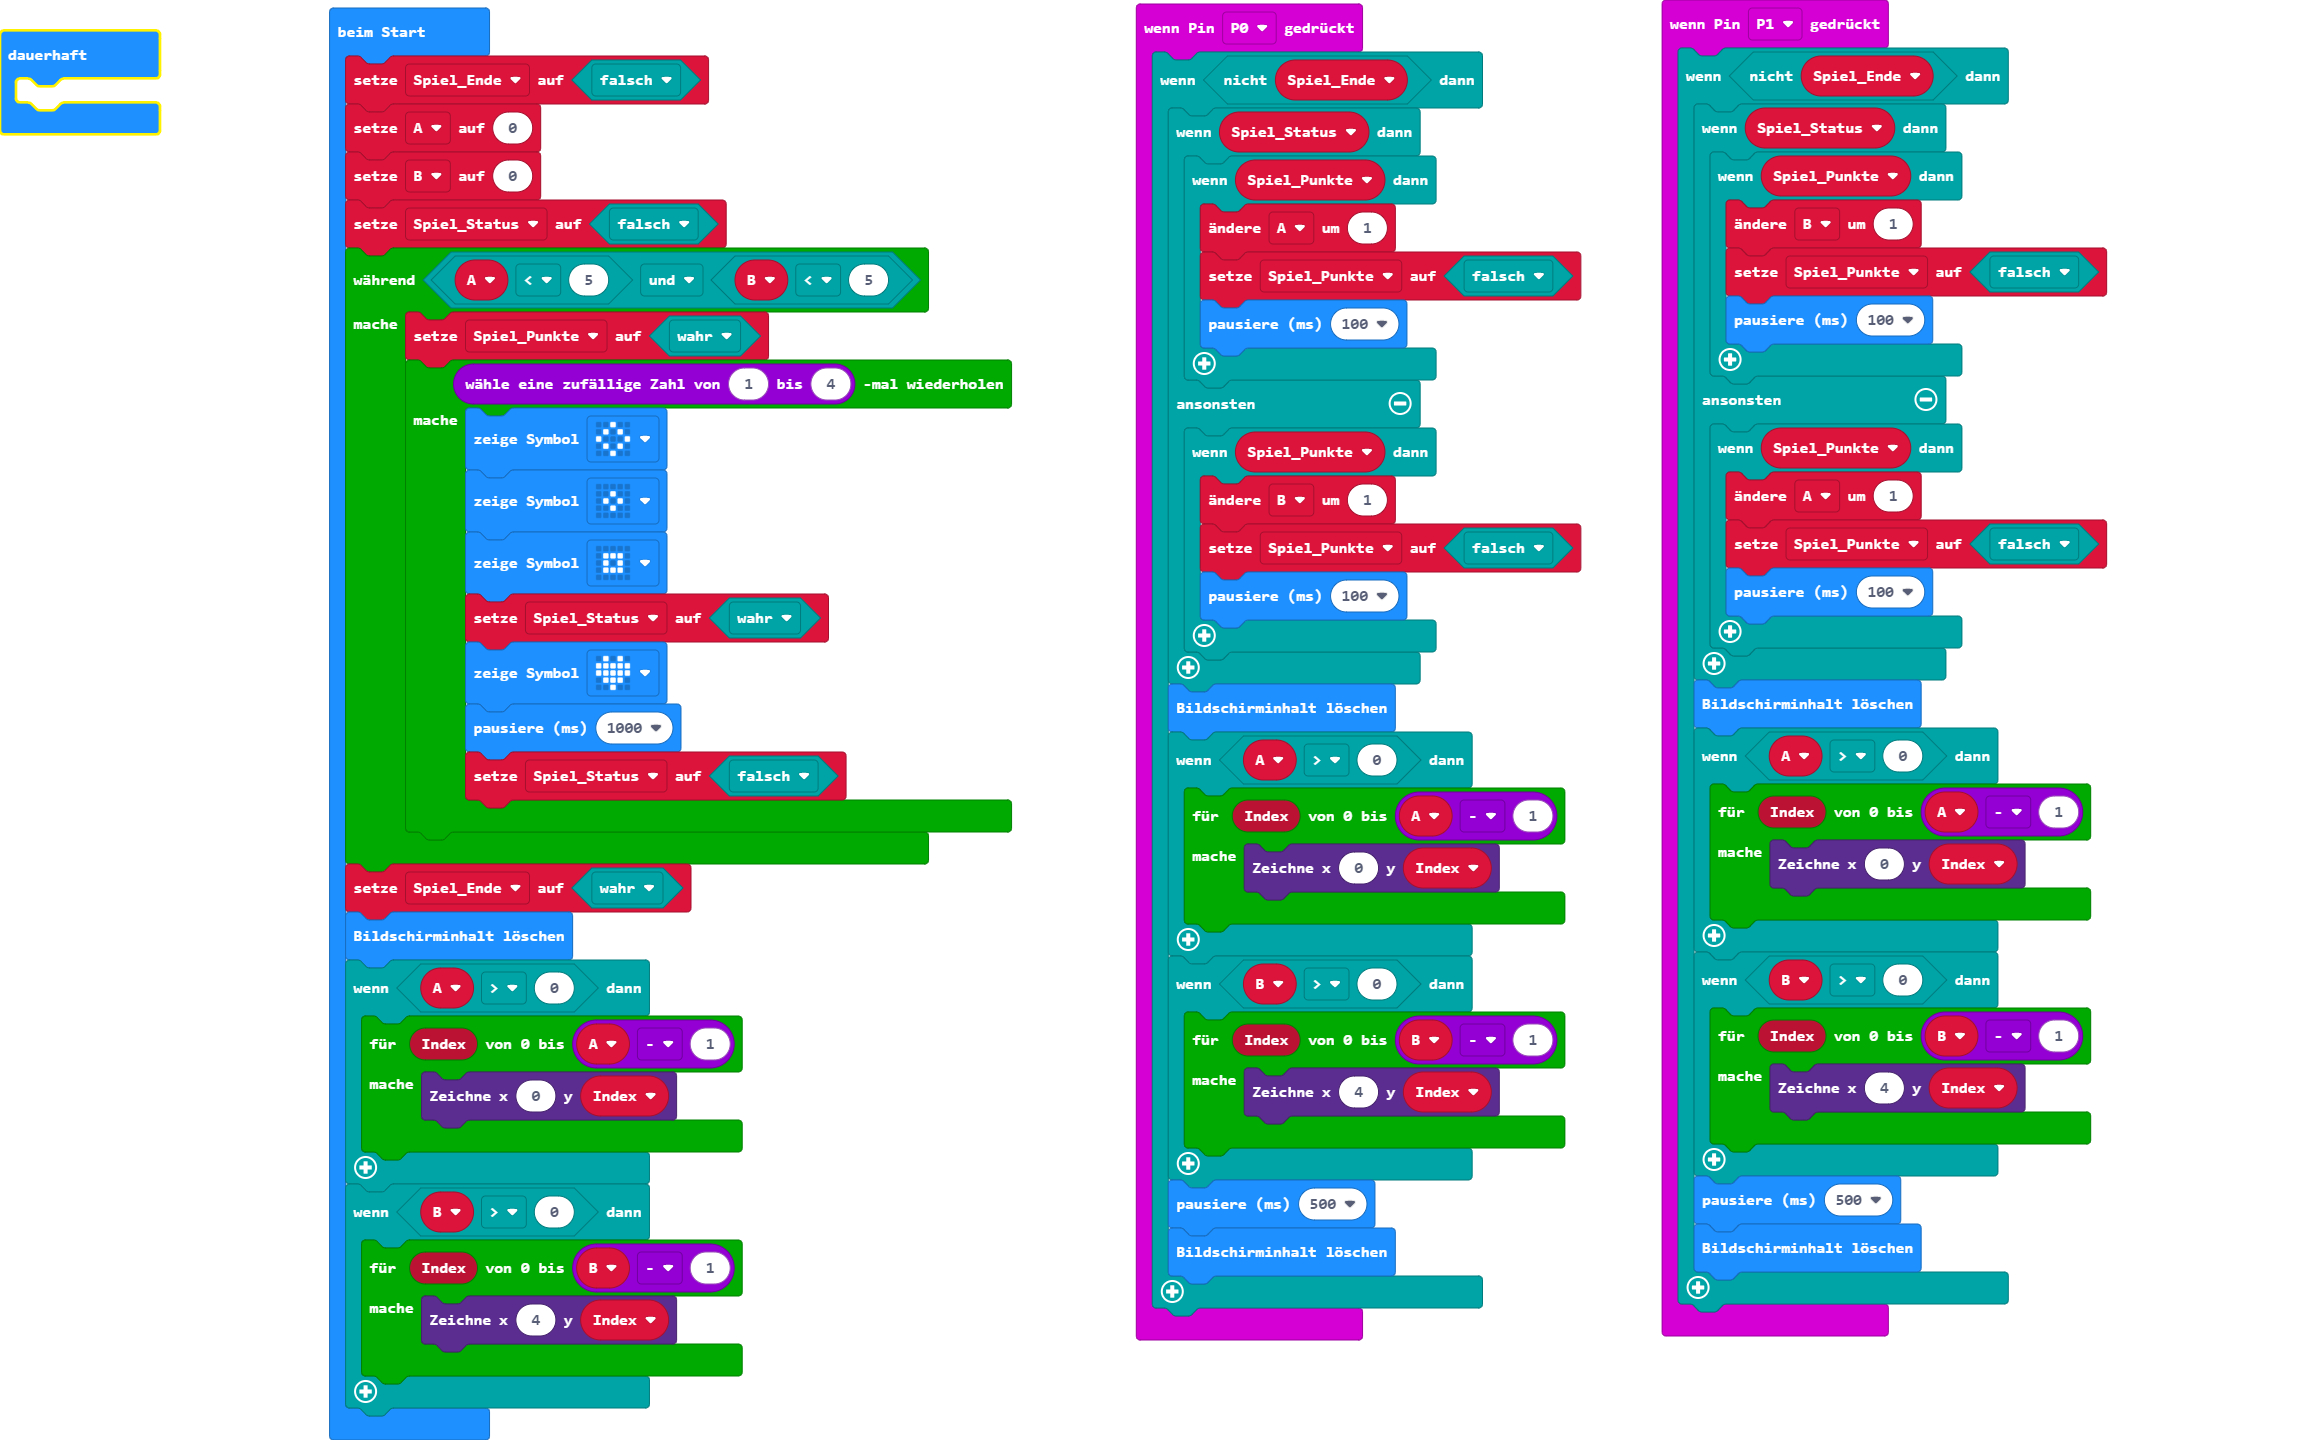 dauerhaft
beim Start
setze Spiel_Ende auf falsch
setze A auf 0
setze B auf 0
setze Spiel_Status auf falsch
während A < 5 und B < 5
mache
setze Spiel_Punkte auf wahr
wähle eine zufällige Zahl von 1 bis 4 -mal wiederholen
mache
zeige Symbol
zeige Symbol
zeige Symbol
setze Spiel_Status auf wahr
zeige Symbol
pausiere (ms) 1000
setze Spiel_Status auf falsch
setze Spiel_Ende auf wahr
Bildschirminhalt löschen
wenn A > 0 dann
für Index von 0 bis A - 1
mache
Zeichne x 0 y Index
wenn B > 0 dann
für Index von 0 bis B - 1
mache
Zeichne x 4 y Index
wenn Pin P0 gedrückt
wenn nicht Spiel_Ende dann
wenn Spiel_Status dann
wenn Spiel_Punkte dann
ändere A um 1
setze Spiel_Punkte auf falsch
pausiere (ms) 100
ansonsten
wenn Spiel_Punkte dann
ändere B um 1
setze Spiel_Punkte auf falsch
pausiere (ms) 100
Bildschirminhalt löschen
wenn A > 0 dann
für Index von 0 bis A - 1
mache
Zeichne x 0 y Index
wenn B > 0 dann
für Index von 0 bis B - 1
mache
Zeichne x 4 y Index
pausiere (ms) 500
Bildschirminhalt löschen
wenn Pin P1 gedrückt
wenn nicht Spiel_Ende dann
wenn Spiel_Status dann
wenn Spiel_Punkte dann
ändere B um 1
setze Spiel_Punkte auf falsch
pausiere (ms) 100
ansonsten
wenn Spiel_Punkte dann
ändere A um 1
setze Spiel_Punkte auf falsch
pausiere (ms) 100
Bildschirminhalt löschen
wenn A > 0 dann
für Index von 0 bis A - 1
mache
Zeichne x 0 y Index
wenn B > 0 dann
für Index von 0 bis B - 1
mache
Zeichne x 4 y Index
pausiere (ms) 500
Bildschirminhalt löschen